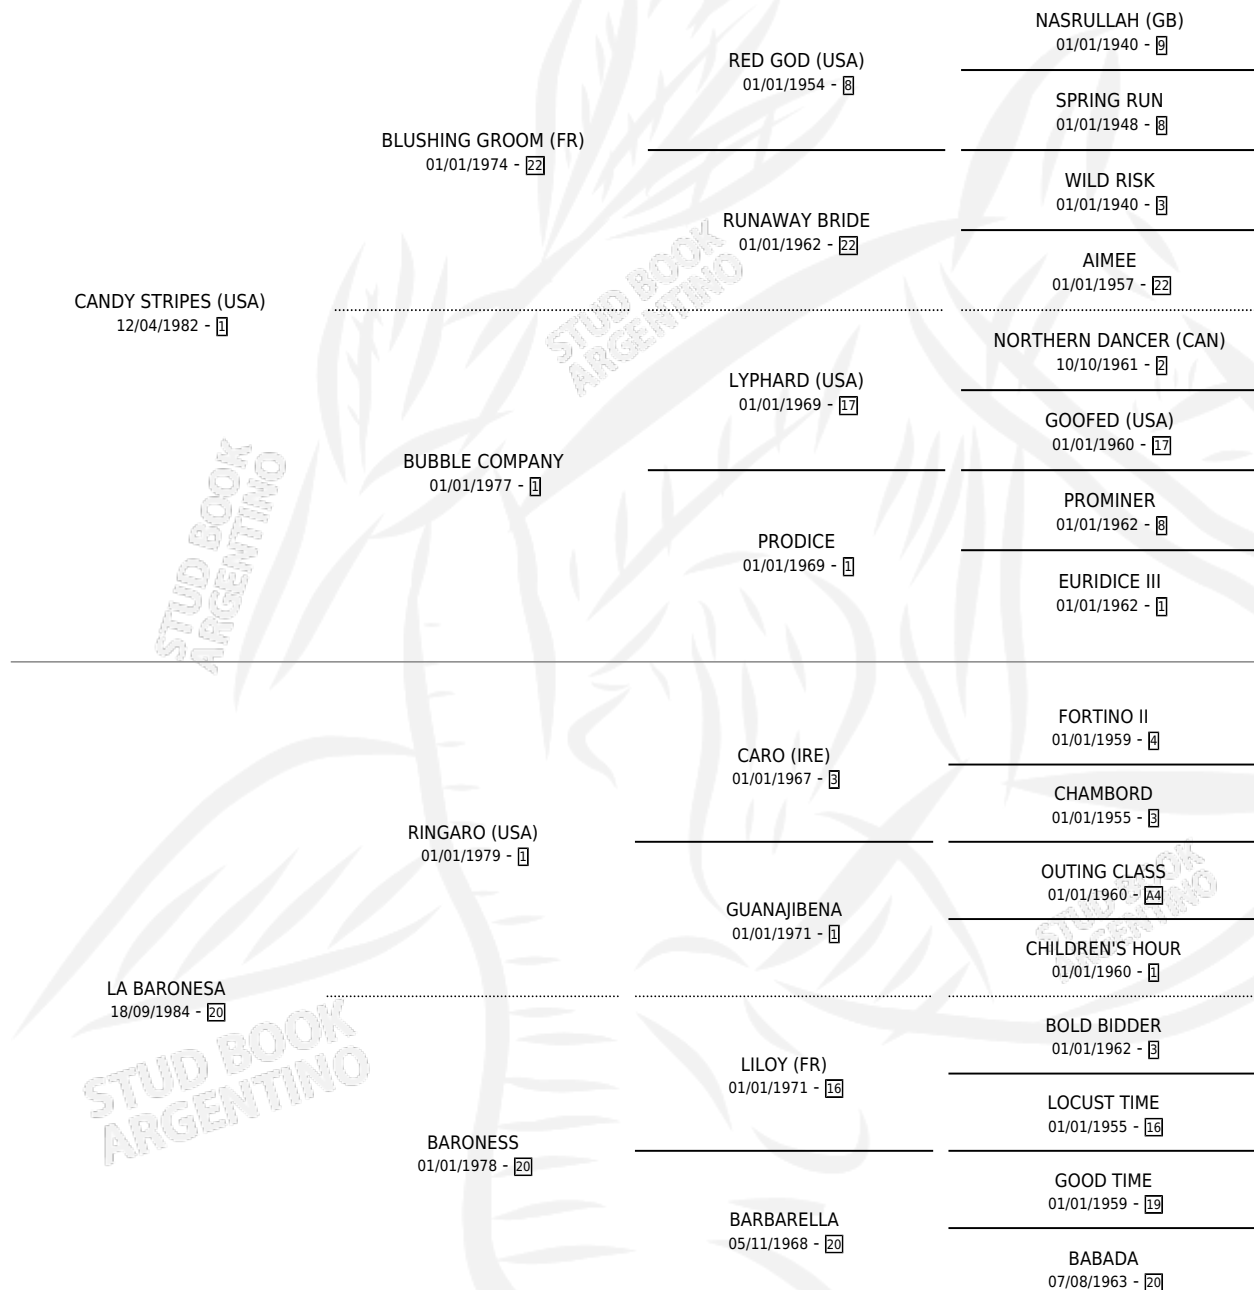 NASRULLAH (GB)
01/01/1940 - 9
RED GOD (USA)
01/01/1954 - 8
SPRING RUN
01/01/1948 - 8
BLUSHING GROOM (FR)
01/01/1974 - 22
WILD RISK
01/01/1940 - 3
RUNAWAY BRIDE
01/01/1962 - 22
AIMEE
01/01/1957 - 22
CANDY STRIPES (USA)
12/04/1982 - 1
NORTHERN DANCER (CAN)
10/10/1961 - 2
LYPHARD (USA)
01/01/1969 - 17
GOOFED (USA)
01/01/1960 - 17
BUBBLE COMPANY
01/01/1977 - 1
PROMINER
01/01/1962 - 8
PRODICE
01/01/1969 - 1
EURIDICE III
01/01/1962 - 1
FORTINO II
01/01/1959 - 4
CARO (IRE)
01/01/1967 - 3
CHAMBORD
01/01/1955 - 3
RINGARO (USA)
01/01/1979 - 1
OUTING CLASS
01/01/1960 - A4
GUANAJIBENA
01/01/1971 - 1
CHILDREN'S HOUR
01/01/1960 - 1
LA BARONESA
18/09/1984 - 20
BOLD BIDDER
01/01/1962 - 3
LILOY (FR)
01/01/1971 - 16
LOCUST TIME
01/01/1955 - 16
BARONESS
01/01/1978 - 20
GOOD TIME
01/01/1959 - 19
BARBARELLA
05/11/1968 - 20
BABADA
07/08/1963 - 20
STUD BOOK
ARGENTINO
STUD BOOK
ARGENTINO
STUD BOOK
ARGENTINO
STUD BOOK
ARGENTINO